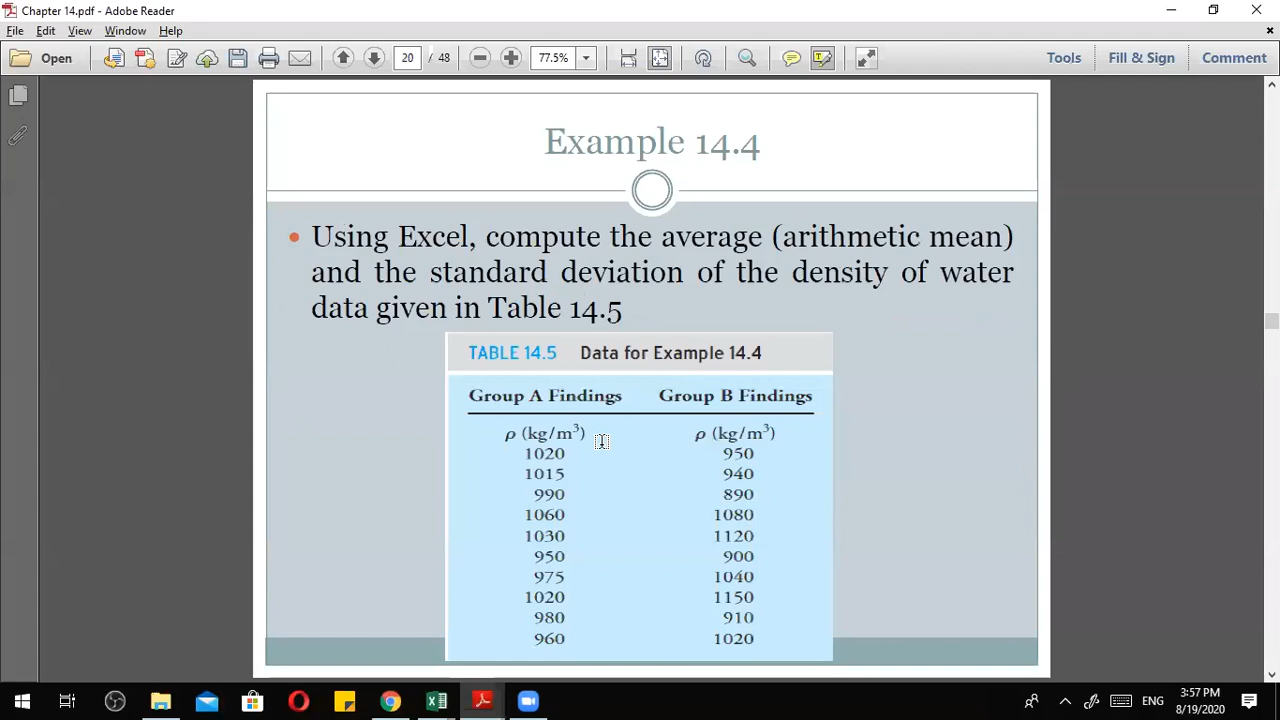 Chapter 14.pdf - Adobe Reader
File Edit View Window Help
Open 20 / 48 77.5% Tools Fill & Sign Comment
Example 14.4
• Using Excel, compute the average (arithmetic mean)
and the standard deviation of the density of water
data given in Table 14.5
TABLE 14.5 Data for Example 14.4
Group A Findings Group B Findings
ρ (kg/m³) ρ (kg/m³)
1020 950
1015 940
990 890
1060 1080
1030 1120
950 900
975 1040
1020 1150
980 910
960 1020
ENG 3:57 PM
8/19/2020